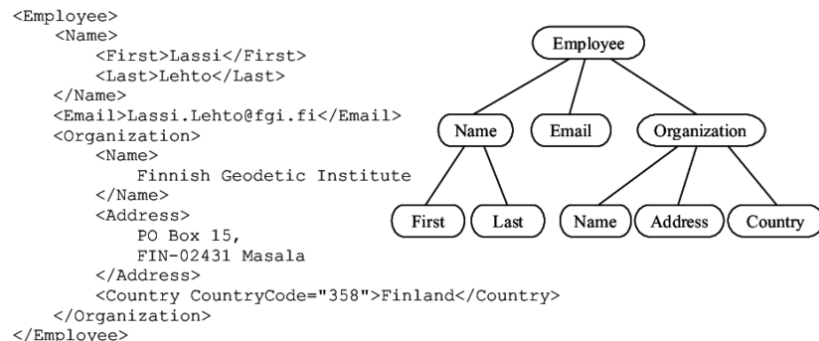 <Employee>
<Name>
<First>Lassi</First>
<Last>Lehto</Last>
</Name>
<Email>Lassi.Lehto@fgi.fi</Email>
<Organization>
<Name>
Finnish Geodetic Institute
</Name>
<Address>
PO Box 15,
FIN-02431 Masala
</Address>
<Country CountryCode="358">Finland</Country>
</Organization>
</Employee>
Employee
Name Email Organization
First Last Name Address Country